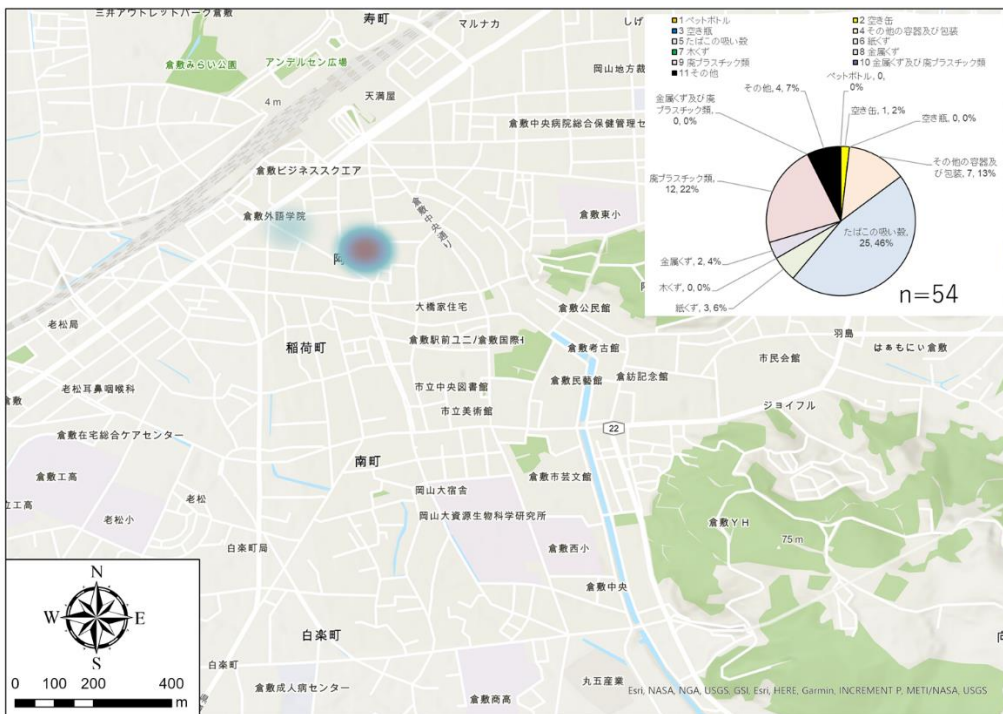 三井アウトレットパーク倉敷
寿町
マルナカ
しげ
倉敷みらい公園
アンデルセン広場
岡山地方裁
4 m
天満屋
倉敷中央病院総合保健管理セ
倉敷ビジネススクエア
倉敷中央通り
倉敷外語学院
倉敷東小
阿
大橋家住宅
倉敷公民館
老松局
稲荷町
倉敷駅前ユニ/倉敷国際ホ
倉敷考古館
羽島
はぁもにぃ倉敷
市民会館
倉敷民藝館
倉紡記念館
老松耳鼻咽喉科
倉敷
市立中央図書館
ジョイフル
市立美術館
22
倉敷在宅総合ケアセンター
南町
倉敷工高
倉敷市芸文館
岡山大宿舎
老松
立工高
老松小
岡山大資源生物科学研究所
倉敷YH
75 m
白楽町局
倉敷西小
倉敷中央
白楽町
向
白楽町
丸五産業
倉敷成人病センター
倉敷商高
1 ペットボトル
2 空き缶
3 空き瓶
4 その他の容器及び包装
5 たばこの吸い殻
6 紙くず
7 木くず
8 金属くず
9 廃プラスチック類
10 金属くず及び廃プラスチック類
11 その他
ペットボトル, 0,
0%
その他, 4, 7%
金属くず及び廃
プラスチック類,
0, 0%
空き缶, 1, 2%
空き瓶, 0, 0%
その他の容器及
び包装, 7, 13%
廃プラスチック類,
12, 22%
たばこの吸い殻,
25, 46%
金属くず, 2, 4%
木くず, 0, 0%
紙くず, 3, 6%
n=54
N
W
E
S
0 100 200 400
m
Esri, NASA, NGA, USGS, GSI, Esri, HERE, Garmin, INCREMENT P, METI/NASA, USGS